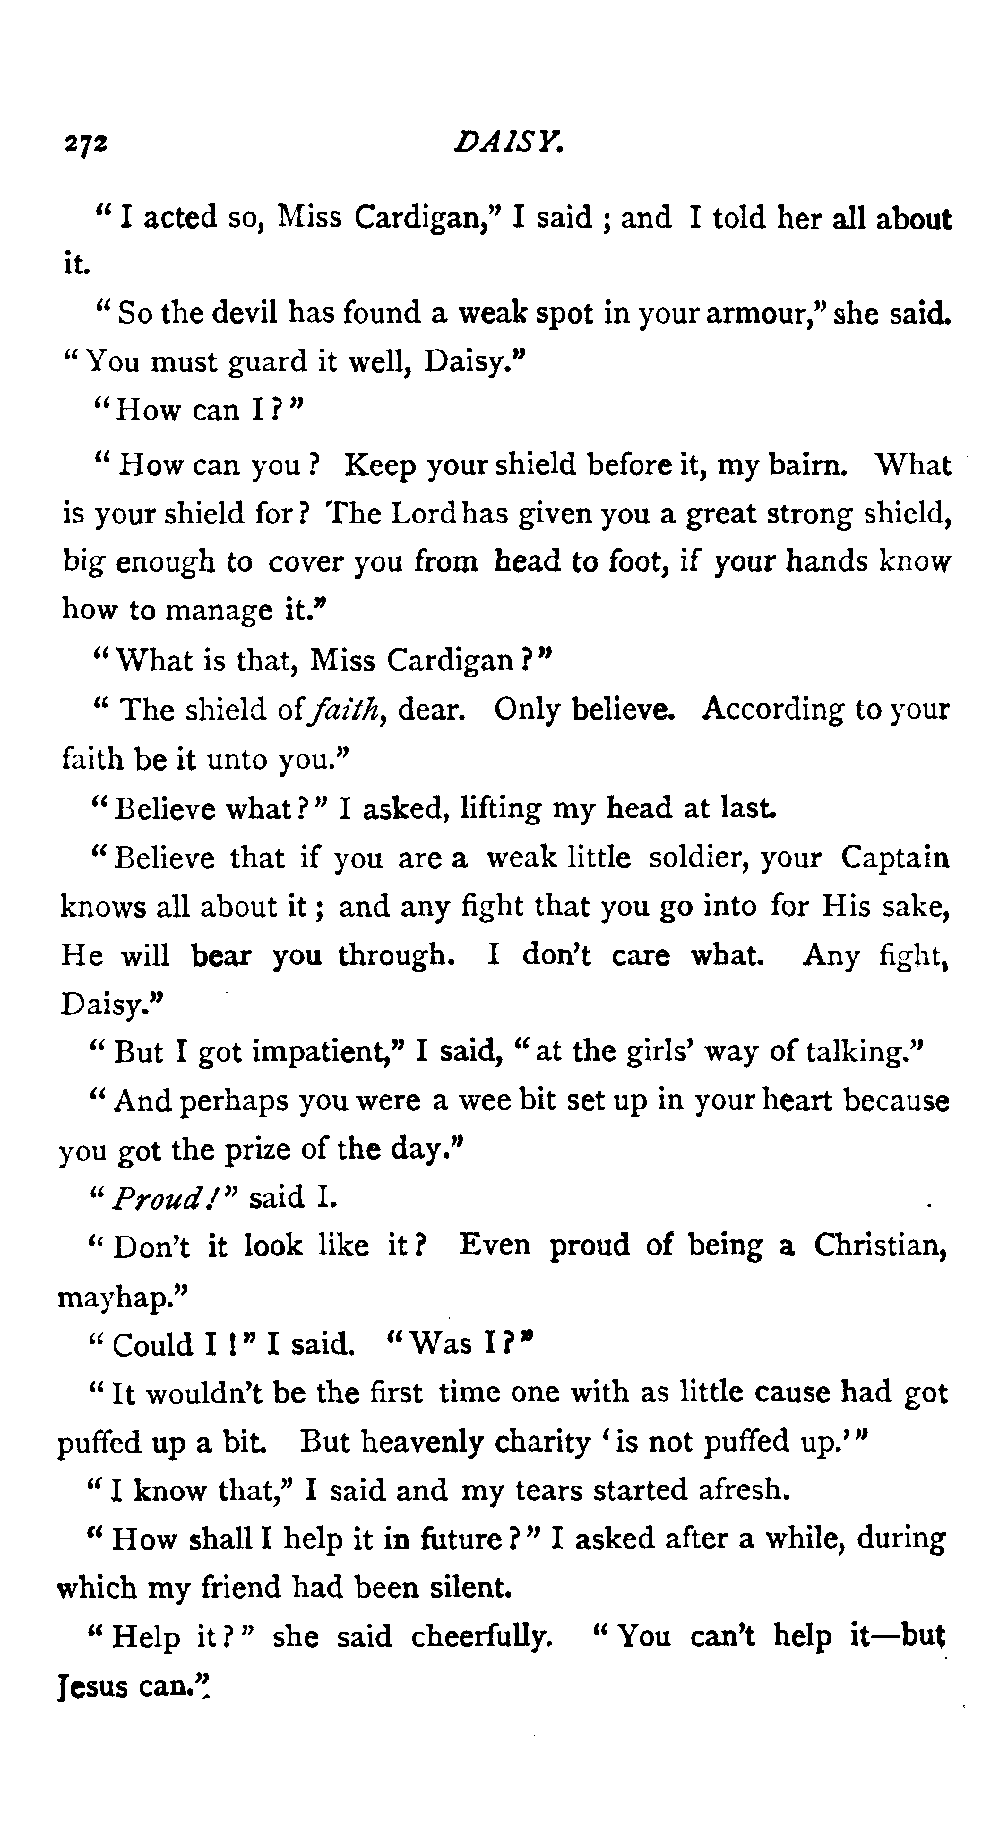 272 DAISY.
“ I acted so, Miss Cardigan,” I said ; and I told her all about
it.
“ So the devil has found a weak spot in your armour,” she said.
“ You must guard it well, Daisy.”
“ How can I ? ”
“ How can you ? Keep your shield before it, my bairn. What
is your shield for ? The Lord has given you a great strong shield,
big enough to cover you from head to foot, if your hands know
how to manage it.”
“ What is that, Miss Cardigan ? ”
“ The shield of faith, dear. Only believe. According to your
faith be it unto you.”
“ Believe what ? ” I asked, lifting my head at last.
“ Believe that if you are a weak little soldier, your Captain
knows all about it ; and any fight that you go into for His sake,
He will bear you through. I don’t care what. Any fight,
Daisy.”
“ But I got impatient,” I said, “ at the girls’ way of talking.”
“ And perhaps you were a wee bit set up in your heart because
you got the prize of the day.”
“ Proud ! ” said I.
“ Don’t it look like it ? Even proud of being a Christian,
mayhap.”
“ Could I ! ” I said. “ Was I ? ”
“ It wouldn’t be the first time one with as little cause had got
puffed up a bit. But heavenly charity ‘ is not puffed up.’ ”
“ I know that,” I said and my tears started afresh.
“ How shall I help it in future ? ” I asked after a while, during
which my friend had been silent.
“ Help it ? ” she said cheerfully. “ You can’t help it—but
Jesus can.”